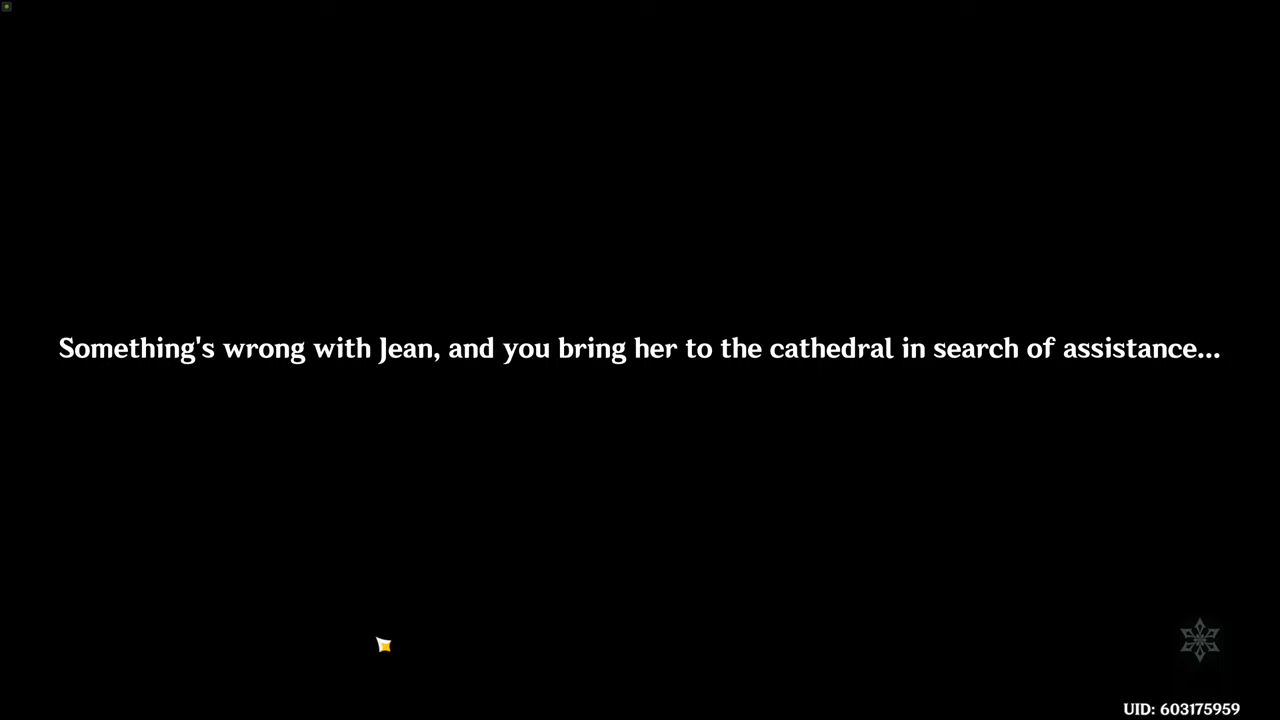 Something's wrong with Jean, and you bring her to the cathedral in search of assistance...
UID: 603175959